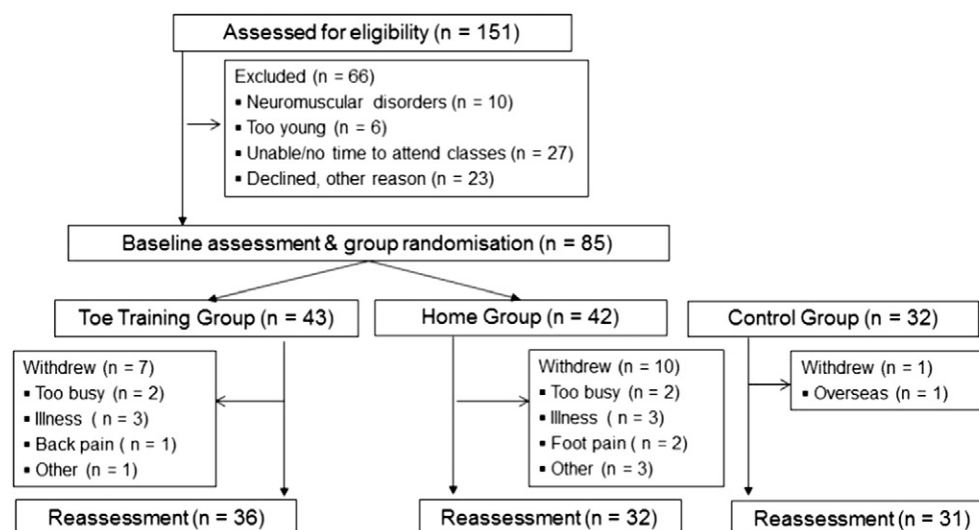 Assessed for eligibility (n = 151)
Excluded (n = 66)
▪ Neuromuscular disorders (n = 10)
▪ Too young (n = 6)
▪ Unable/no time to attend classes (n = 27)
▪ Declined, other reason (n = 23)
Baseline assessment & group randomisation (n = 85)
Toe Training Group (n = 43)
Home Group (n = 42)
Control Group (n = 32)
Withdrew (n = 7)
▪ Too busy (n = 2)
▪ Illness ( n = 3)
▪ Back pain ( n = 1)
▪ Other (n = 1)
Withdrew (n = 10)
▪ Too busy (n = 2)
▪ Illness (n = 3)
▪ Foot pain (n = 2)
▪ Other (n = 3)
Withdrew (n = 1)
▪ Overseas (n = 1)
Reassessment (n = 36)
Reassessment (n = 32)
Reassessment (n = 31)